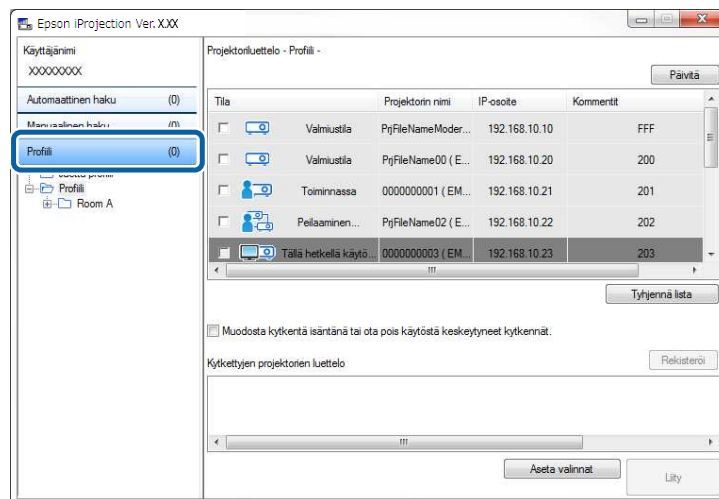 Epson iProjection Ver. X.XX
Käyttäjänimi
XXXXXXXX
Automaattinen haku (0)
Manuaalinen haku (0)
Profiili (0)
Profiili
Room A
Projektoriluettelo - Profiili -
Päivitä
Tila Projektorin nimi IP-osoite Kommentit
Valmiustila PrjFileNameModer... 192.168.10.10 FFF
Valmiustila PrjFileName00 ( E... 192.168.10.20 200
Toiminnassa 0000000001 ( EM... 192.168.10.21 201
Peilaaminen... PrjFileName02 ( E... 192.168.10.22 202
Tällä hetkellä käytö... 0000000003 ( EM... 192.168.10.23 203
Tyhjennä lista
Muodosta kytkentä isäntänä tai ota pois käytöstä keskeytyneet kytkennät.
Kytkettyjen projektorien luettelo
Rekisteröi
Aseta valinnat
Liity